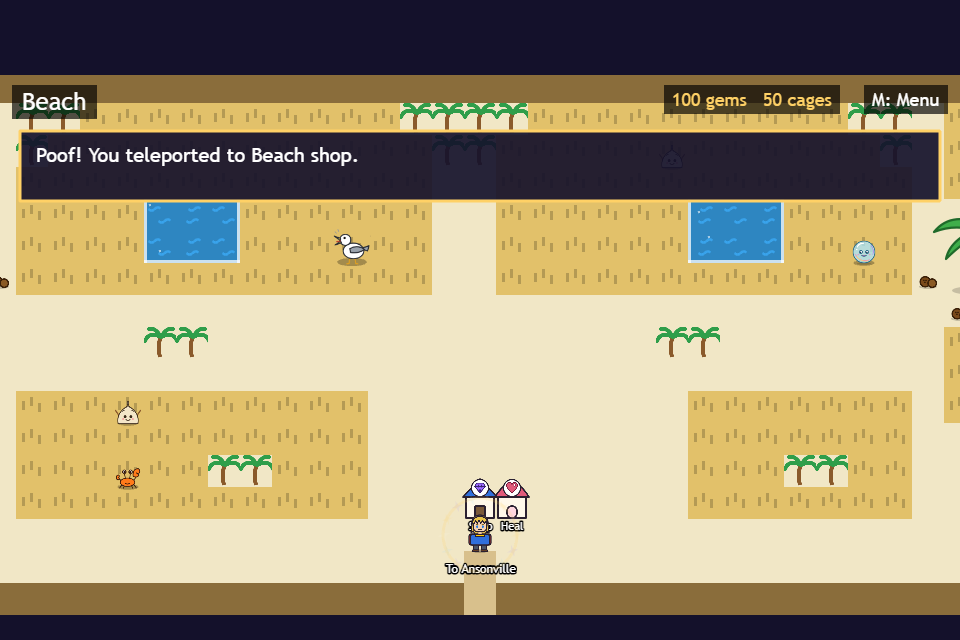 Beach
100 gems 50 cages
M: Menu
Poof! You teleported to Beach shop.
Heal
To Ansonville